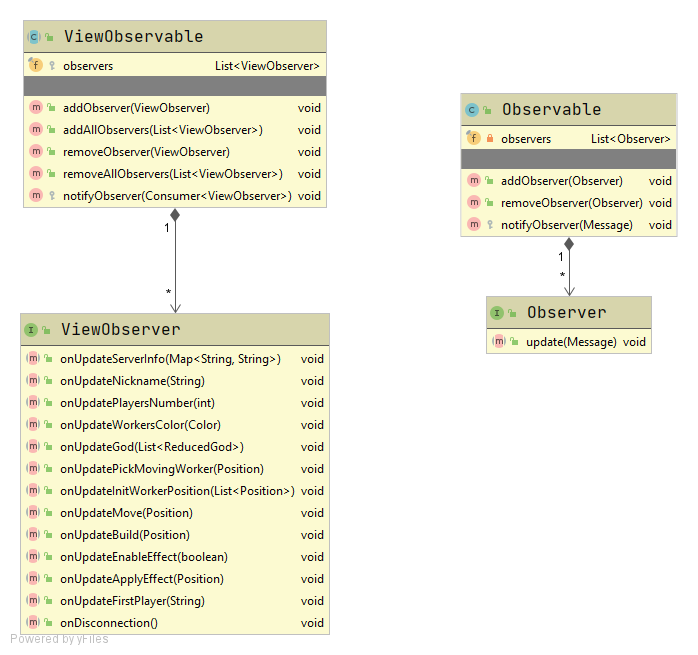 C ViewObservable
f observers List<ViewObserver>
m addObserver(ViewObserver) void
m addAllObservers(List<ViewObserver>) void
m removeObserver(ViewObserver) void
m removeAllObservers(List<ViewObserver>) void
m notifyObserver(Consumer<ViewObserver>) void
1
*
I ViewObserver
m onUpdateServerInfo(Map<String, String>) void
m onUpdateNickname(String) void
m onUpdatePlayersNumber(int) void
m onUpdateWorkersColor(Color) void
m onUpdateGod(List<ReducedGod>) void
m onUpdatePickMovingWorker(Position) void
m onUpdateInitWorkerPosition(List<Position>) void
m onUpdateMove(Position) void
m onUpdateBuild(Position) void
m onUpdateEnableEffect(boolean) void
m onUpdateApplyEffect(Position) void
m onUpdateFirstPlayer(String) void
m onDisconnection() void
C Observable
f observers List<Observer>
m addObserver(Observer) void
m removeObserver(Observer) void
m notifyObserver(Message) void
1
*
I Observer
m update(Message) void
Powered by yFiles